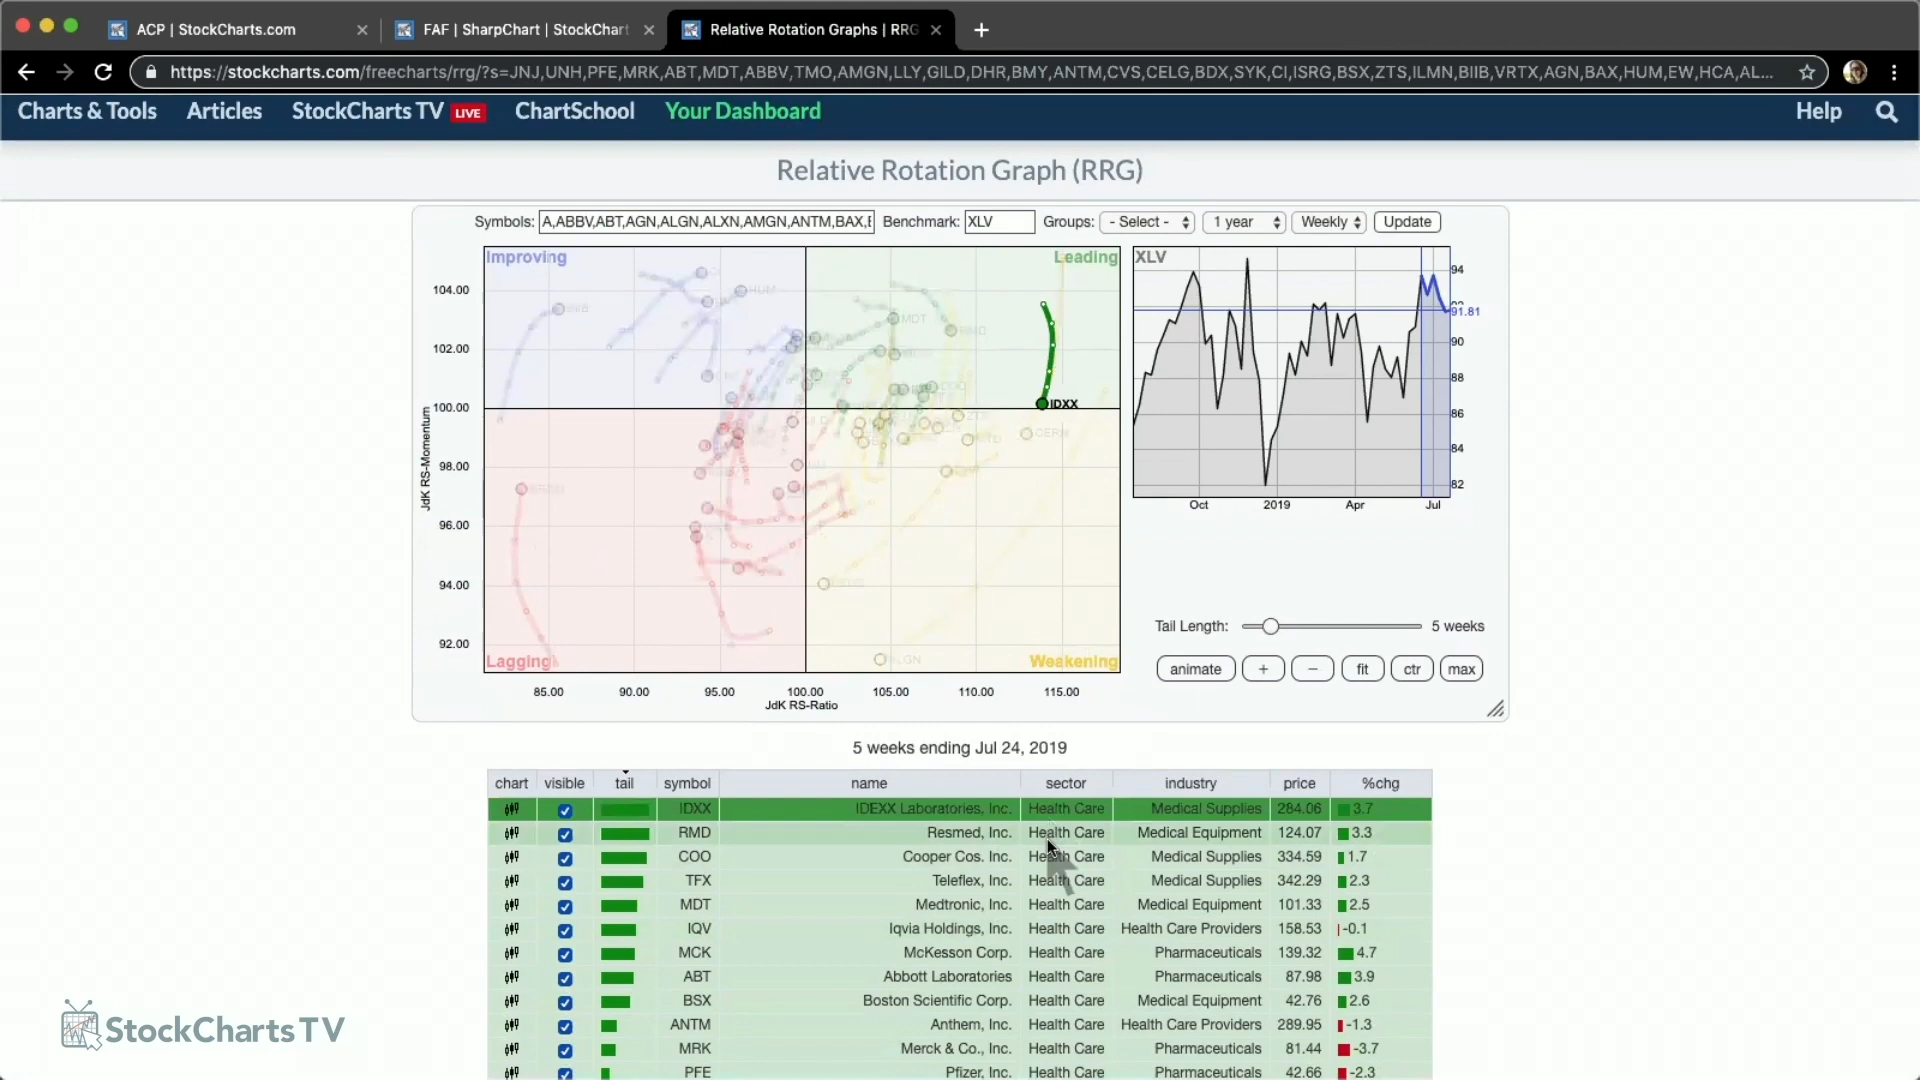 ACP | StockCharts.com
FAF | SharpChart | StockChart
Relative Rotation Graphs | RRG
https://stockcharts.com/freecharts/rrg/?s=JNJ,UNH,PFE,MRK,ABT,MDT,ABBV,TMO,AMGN,LLY,GILD,DHR,BMY,ANTM,CVS,CELG,BDX,SYK,CI,ISRG,BSX,ZTS,ILMN,BIIB,VRTX,AGN,BAX,HUM,EW,HCA,AL...
Charts & Tools Articles StockCharts TV LIVE ChartSchool Your Dashboard Help
Relative Rotation Graph (RRG)
Symbols: A,ABBV,ABT,AGN,ALGN,ALXN,AMGN,ANTM,BAX, Benchmark: XLV Groups: - Select - 1 year Weekly Update
Improving Leading
104.00
102.00
100.00
98.00
96.00
94.00
92.00
JdK RS-Momentum
HUM
MDT
RMD
IDXX
CERN
ALGN
Lagging Weakening
85.00 90.00 95.00 100.00 105.00 110.00 115.00
JdK RS-Ratio
XLV
94
91.81
90
88
86
84
82
Oct 2019 Apr Jul
Tail Length: 5 weeks
animate + − fit ctr max
5 weeks ending Jul 24, 2019
chart visible tail symbol name sector industry price %chg
IDXX IDEXX Laboratories, Inc. Health Care Medical Supplies 284.06 3.7
RMD Resmed, Inc. Health Care Medical Equipment 124.07 3.3
COO Cooper Cos. Inc. Health Care Medical Supplies 334.59 1.7
TFX Teleflex, Inc. Health Care Medical Supplies 342.29 2.3
MDT Medtronic, Inc. Health Care Medical Equipment 101.33 2.5
IQV Iqvia Holdings, Inc. Health Care Health Care Providers 158.53 -0.1
MCK McKesson Corp. Health Care Pharmaceuticals 139.32 4.7
ABT Abbott Laboratories Health Care Pharmaceuticals 87.98 3.9
BSX Boston Scientific Corp. Health Care Medical Equipment 42.76 2.6
ANTM Anthem, Inc. Health Care Health Care Providers 289.95 -1.3
MRK Merck & Co., Inc. Health Care Pharmaceuticals 81.44 -3.7
PFE Pfizer, Inc. Health Care Pharmaceuticals 42.66 -2.3
StockCharts TV